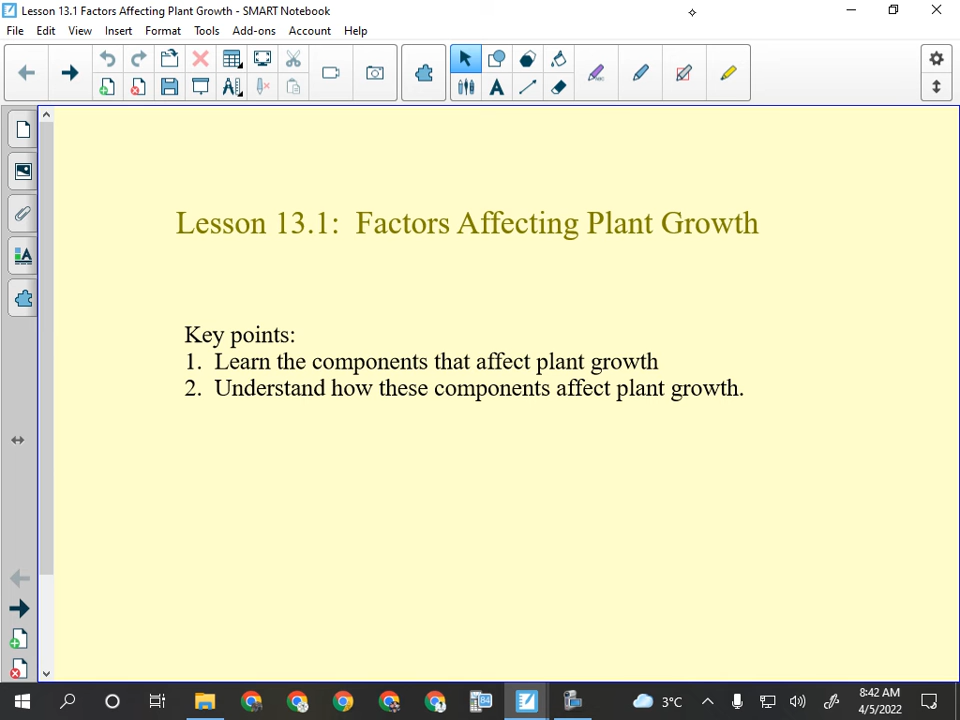 Lesson 13.1 Factors Affecting Plant Growth - SMART Notebook
File Edit View Insert Format Tools Add-ons Account Help
Lesson 13.1:  Factors Affecting Plant Growth
Key points:
1.  Learn the components that affect plant growth
2.  Understand how these components affect plant growth.
84
3°C
8:42 AM
4/5/2022